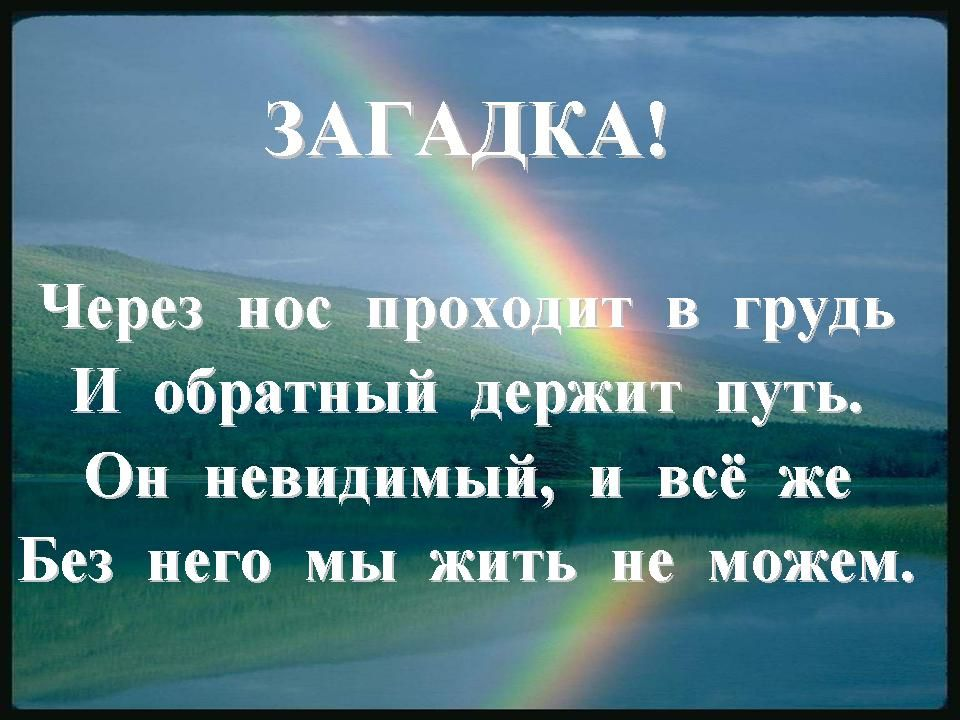 ЗАГАДКА!
Через нос проходит в грудь
И обратный держит путь.
Он невидимый, и всё же
Без него мы жить не можем.